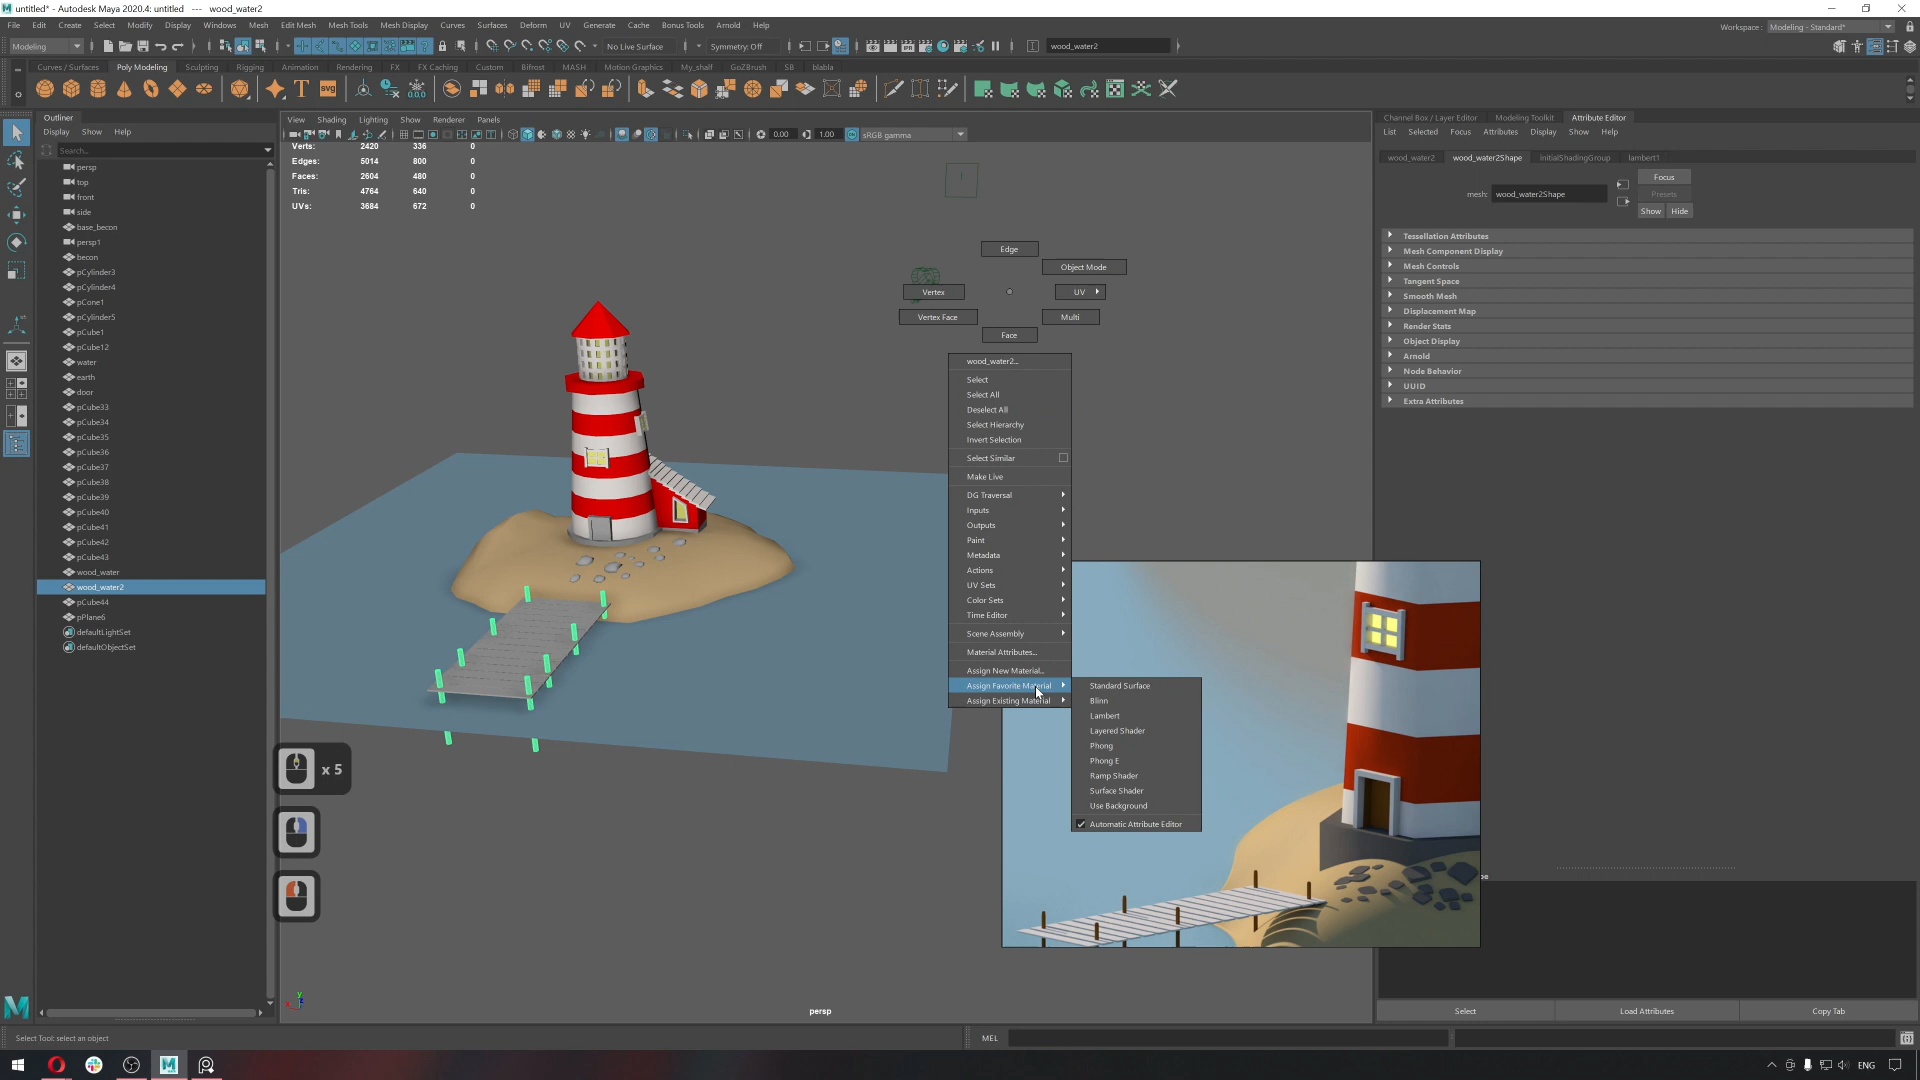 untitled* - Autodesk Maya 2020.4: untitled --- wood_water2
File Edit Create Select Modify Display Windows Mesh Edit Mesh Mesh Tools Mesh Display Curves Surfaces Deform UV Generate Cache Bonus Tools Arnold Help
Workspace: Modeling - Standard*
Modeling
No Live Surface
Symmetry: Off
wood_water2
Curves / Surfaces Poly Modeling Sculpting Rigging Animation Rendering FX FX Caching Custom Bifrost MASH Motion Graphics My_shelf GoZBrush SB blabla
Outliner
Display Show Help
Search...
persp
top
front
side
base_becon
persp1
becon
pCylinder3
pCylinder4
pCone1
pCylinder5
pCube1
pCube12
water
earth
door
pCube33
pCube34
pCube35
pCube36
pCube37
pCube38
pCube39
pCube40
pCube41
pCube42
pCube43
wood_water
wood_water2
pCube44
pPlane6
defaultLightSet
defaultObjectSet
View Shading Lighting Show Renderer Panels
0.00 1.00 sRGB gamma
Verts: 2420 336 0
Edges: 5014 800 0
Faces: 2604 480 0
Tris: 4764 640 0
UVs: 3684 672 0
Edge
Object Mode
Vertex
UV
Vertex Face
Multi
Face
wood_water2...
Select
Select All
Deselect All
Select Hierarchy
Invert Selection
Select Similar
Make Live
DG Traversal
Inputs
Outputs
Paint
Metadata
Actions
UV Sets
Color Sets
Time Editor
Scene Assembly
Material Attributes...
Assign New Material...
Assign Favorite Material
Assign Existing Material
Standard Surface
Blinn
Lambert
Layered Shader
Phong
Phong E
Ramp Shader
Surface Shader
Use Background
Automatic Attribute Editor
x 5
persp
Channel Box / Layer Editor Modeling Toolkit Attribute Editor
List Selected Focus Attributes Display Show Help
wood_water2 wood_water2Shape initialShadingGroup lambert1
mesh: wood_water2Shape
Focus
Presets
Show Hide
Tessellation Attributes
Mesh Component Display
Mesh Controls
Tangent Space
Smooth Mesh
Displacement Map
Render Stats
Object Display
Arnold
Node Behavior
UUID
Extra Attributes
Select Load Attributes Copy Tab
Select Tool: select an object
MEL
ENG